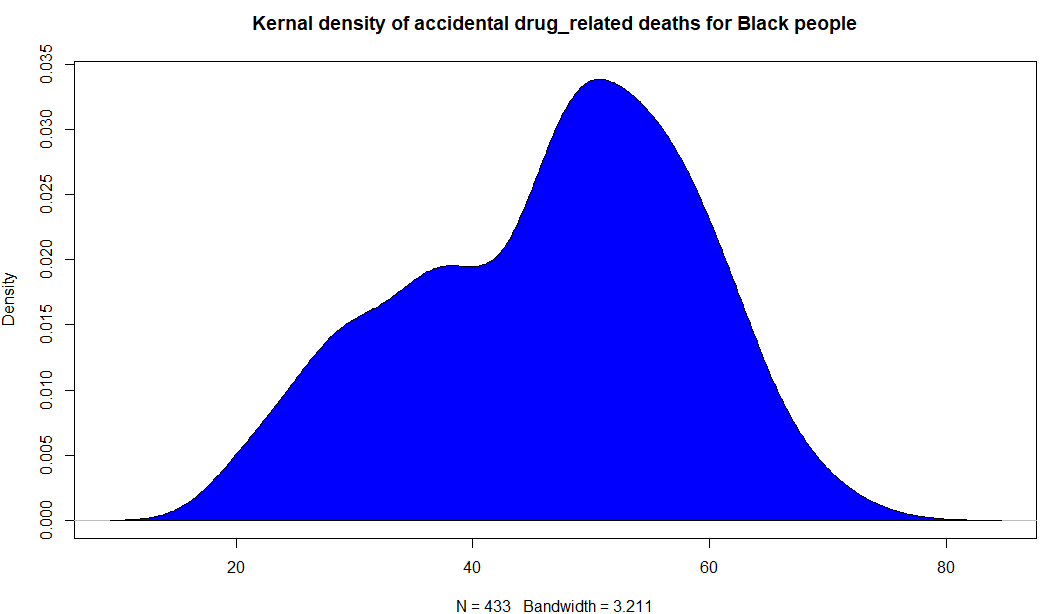 Kernal density of accidental drug_related deaths for Black people
Density
0.035
0.030
0.025
0.020
0.015
0.010
0.005
0.000
20 40 60 80
N = 433 Bandwidth = 3.211